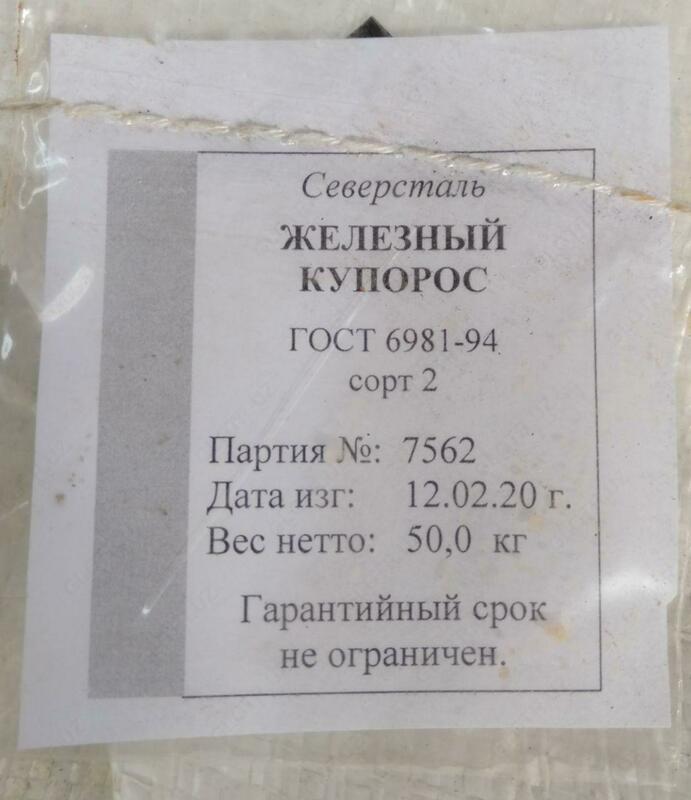 Северсталь
ЖЕЛЕЗНЫЙ
КУПОРОС
ГОСТ 6981-94
сорт 2
Партия №: 7562
Дата изг: 12.02.20 г.
Вес нетто: 50,0 кг
Гарантийный срок
не ограничен.